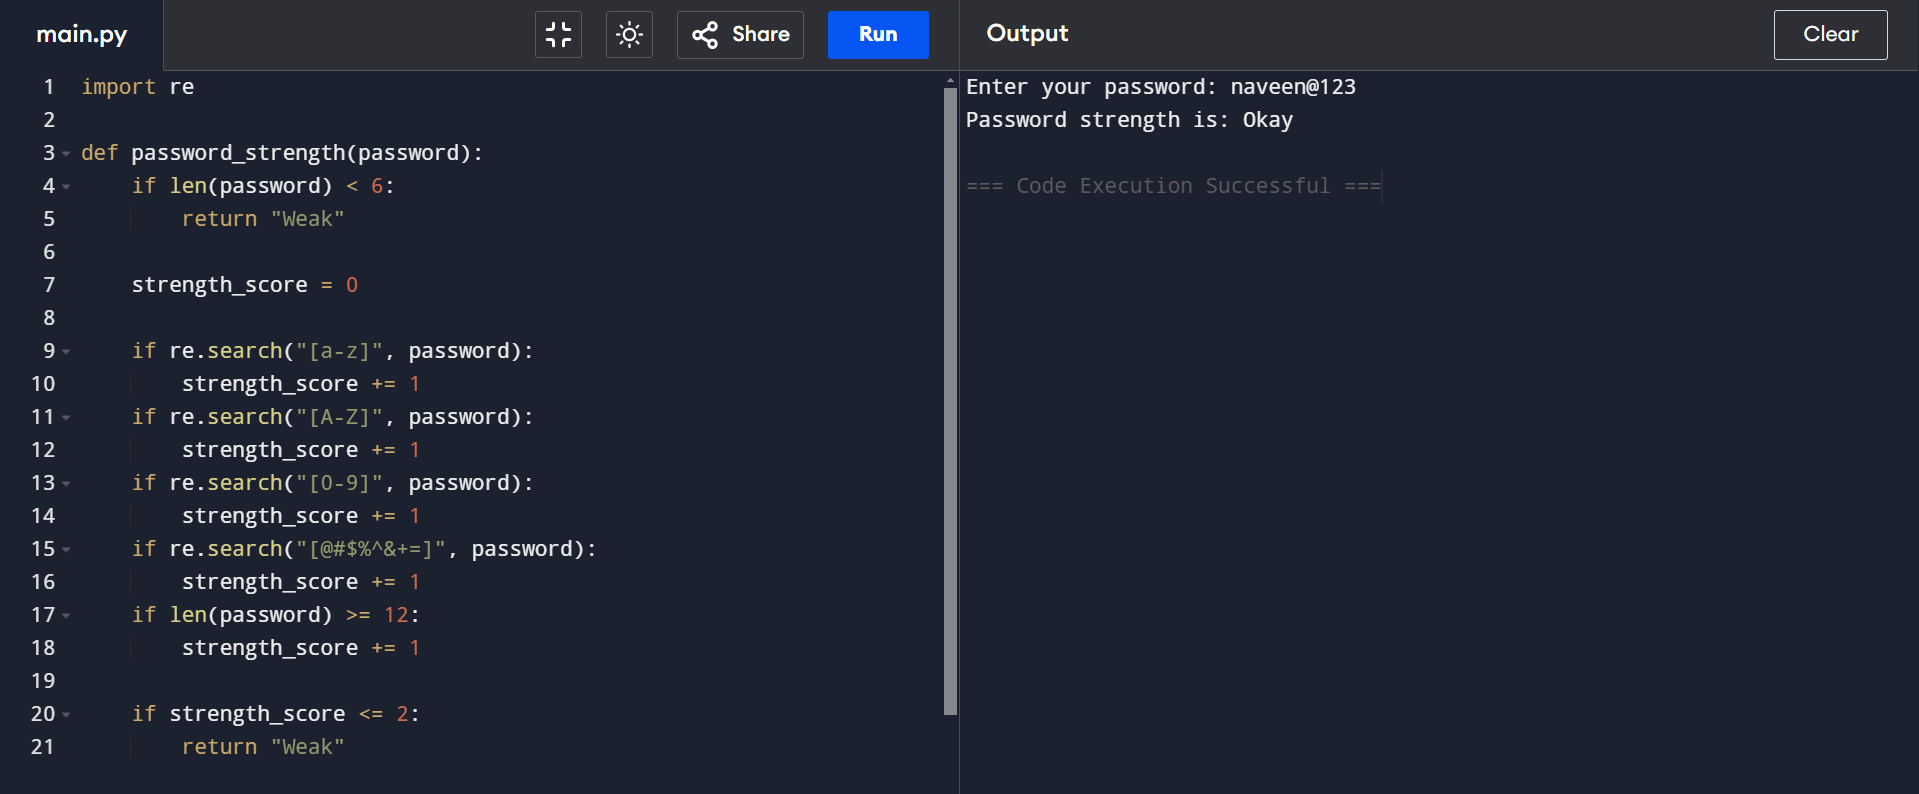 main.py
Share
Run
Output
Clear
1 import re
2
3 def password_strength(password):
4     if len(password) < 6:
5         return "Weak"
6
7     strength_score = 0
8
9     if re.search("[a-z]", password):
10         strength_score += 1
11     if re.search("[A-Z]", password):
12         strength_score += 1
13     if re.search("[0-9]", password):
14         strength_score += 1
15     if re.search("[@#$%^&+=]", password):
16         strength_score += 1
17     if len(password) >= 12:
18         strength_score += 1
19
20     if strength_score <= 2:
21         return "Weak"
Enter your password: naveen@123
Password strength is: Okay
=== Code Execution Successful ===